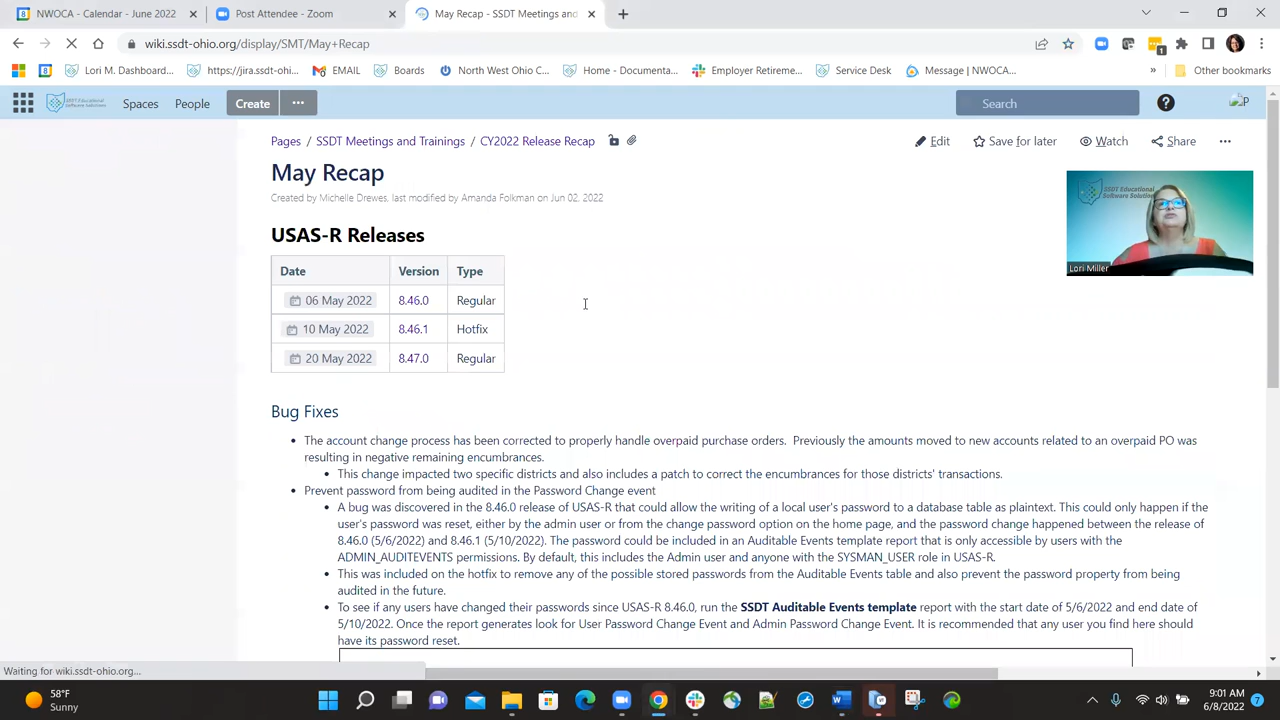 NWOCA - Calendar - June 2022
Post Attendee - Zoom
May Recap - SSDT Meetings and
wiki.ssdt-ohio.org/display/SMT/May+Recap
Lori M. Dashboard...
https://jira.ssdt-ohi...
EMAIL
Boards
North West Ohio C...
Home - Documenta...
Employer Retireme...
Service Desk
Message | NWOCA...
»
Other bookmarks
SSDT Educational
Software Solutions
Spaces
People
Create
Search
Pages / SSDT Meetings and Trainings / CY2022 Release Recap
Edit
Save for later
Watch
Share
May Recap
Created by Michelle Drewes, last modified by Amanda Folkman on Jun 02, 2022
SSDT Educational
Software Solutions
Lori Miller
USAS-R Releases
Date Version Type
06 May 2022 8.46.0 Regular
10 May 2022 8.46.1 Hotfix
20 May 2022 8.47.0 Regular
Bug Fixes
• The account change process has been corrected to properly handle overpaid purchase orders. Previously the amounts moved to new accounts related to an overpaid PO was
resulting in negative remaining encumbrances.
• This change impacted two specific districts and also includes a patch to correct the encumbrances for those districts' transactions.
• Prevent password from being audited in the Password Change event
• A bug was discovered in the 8.46.0 release of USAS-R that could allow the writing of a local user's password to a database table as plaintext. This could only happen if the
user's password was reset, either by the admin user or from the change password option on the home page, and the password change happened between the release of
8.46.0 (5/6/2022) and 8.46.1 (5/10/2022). The password could be included in an Auditable Events template report that is only accessible by users with the
ADMIN_AUDITEVENTS permissions. By default, this includes the Admin user and anyone with the SYSMAN_USER role in USAS-R.
• This was included on the hotfix to remove any of the possible stored passwords from the Auditable Events table and also prevent the password property from being
audited in the future.
• To see if any users have changed their passwords since USAS-R 8.46.0, run the SSDT Auditable Events template report with the start date of 5/6/2022 and end date of
5/10/2022. Once the report generates look for User Password Change Event and Admin Password Change Event. It is recommended that any user you find here should
have its password reset.
Waiting for wiki.ssdt-ohio.org...
58°F
Sunny
9:01 AM
6/8/2022
7